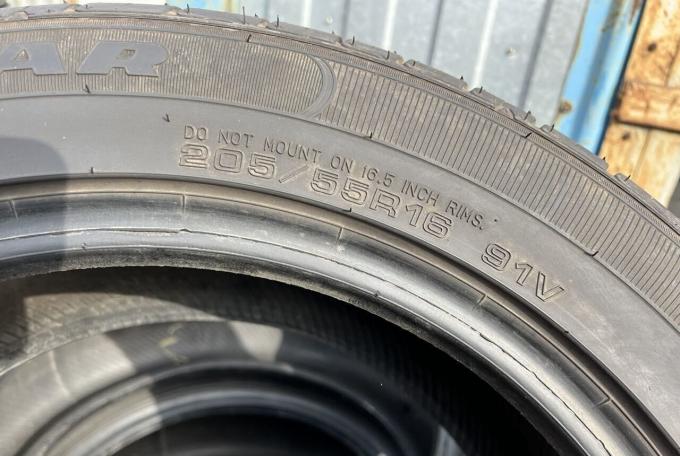 AR
DO NOT MOUNT ON 16.5 INCH RIMS.
205/55R16 91V